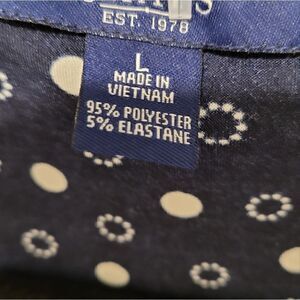 EST. 1978
L
MADE IN
VIETNAM
95% POLYESTER
5% ELASTANE